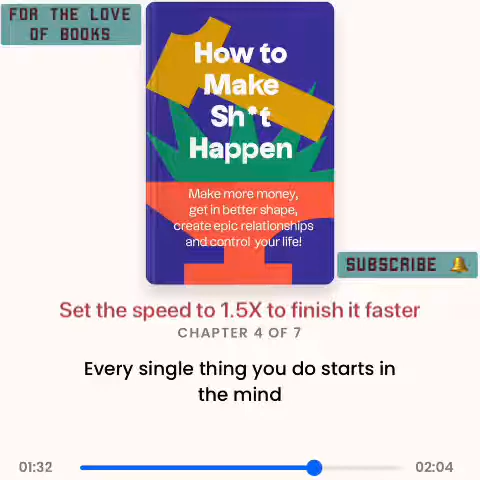 FOR THE LOVE
OF BOOKS
How to
Make
Sh*t
Happen
Make more money,
get in better shape,
create epic relationships
and control your life!
SUBSCRIBE 🔔
Set the speed to 1.5X to finish it faster
CHAPTER 4 OF 7
Every single thing you do starts in
the mind
01:32
02:04